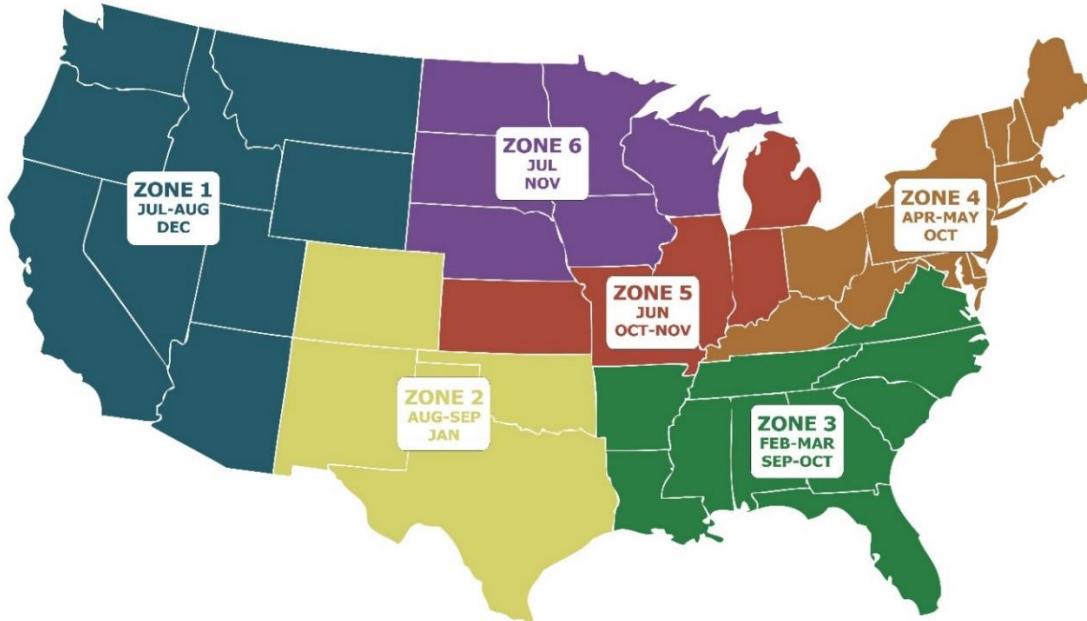 ZONE 1
JUL-AUG
DEC
ZONE 6
JUL
NOV
ZONE 4
APR-MAY
OCT
ZONE 5
JUN
OCT-NOV
ZONE 2
AUG-SEP
JAN
ZONE 3
FEB-MAR
SEP-OCT